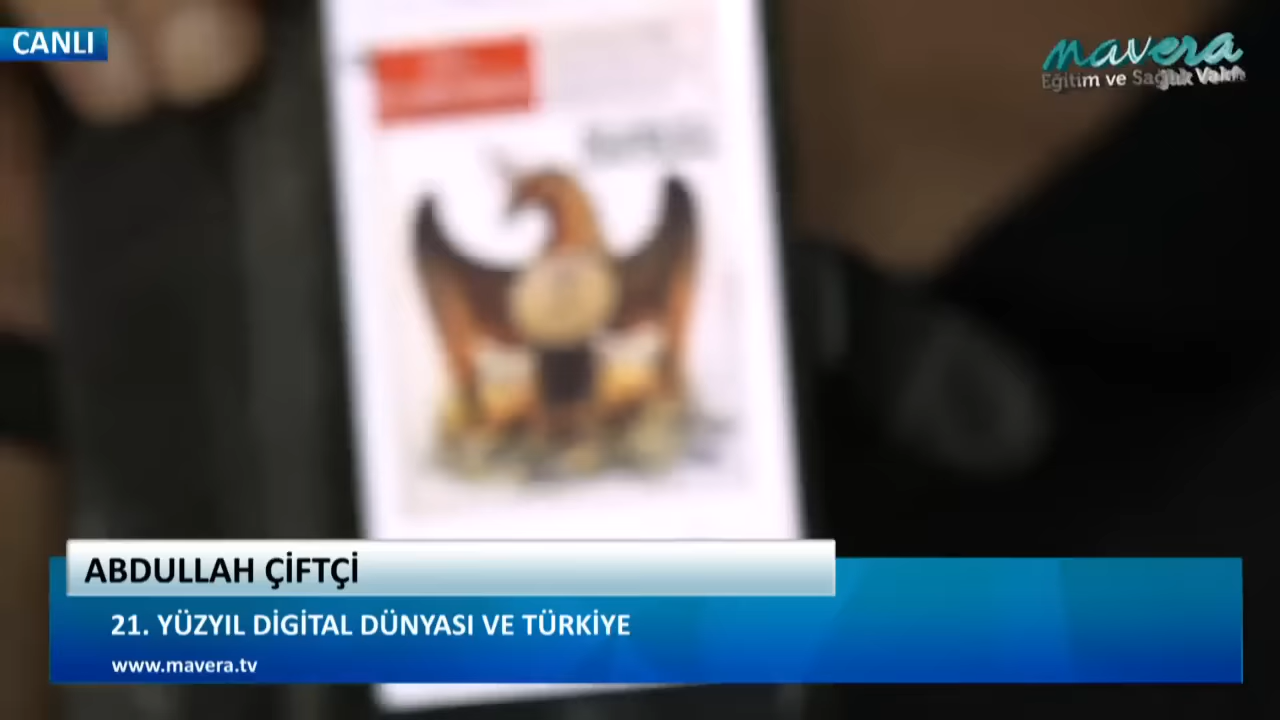 CANLI
mavera
Eğitim ve Sağlık Vakfı
ABDULLAH ÇİFTÇİ
21. YÜZYIL DİGİTAL DÜNYASI VE TÜRKİYE
www.mavera.tv